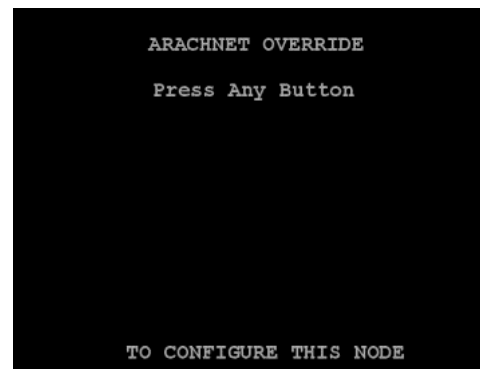 ARACHNET OVERRIDE
Press Any Button
TO CONFIGURE THIS NODE